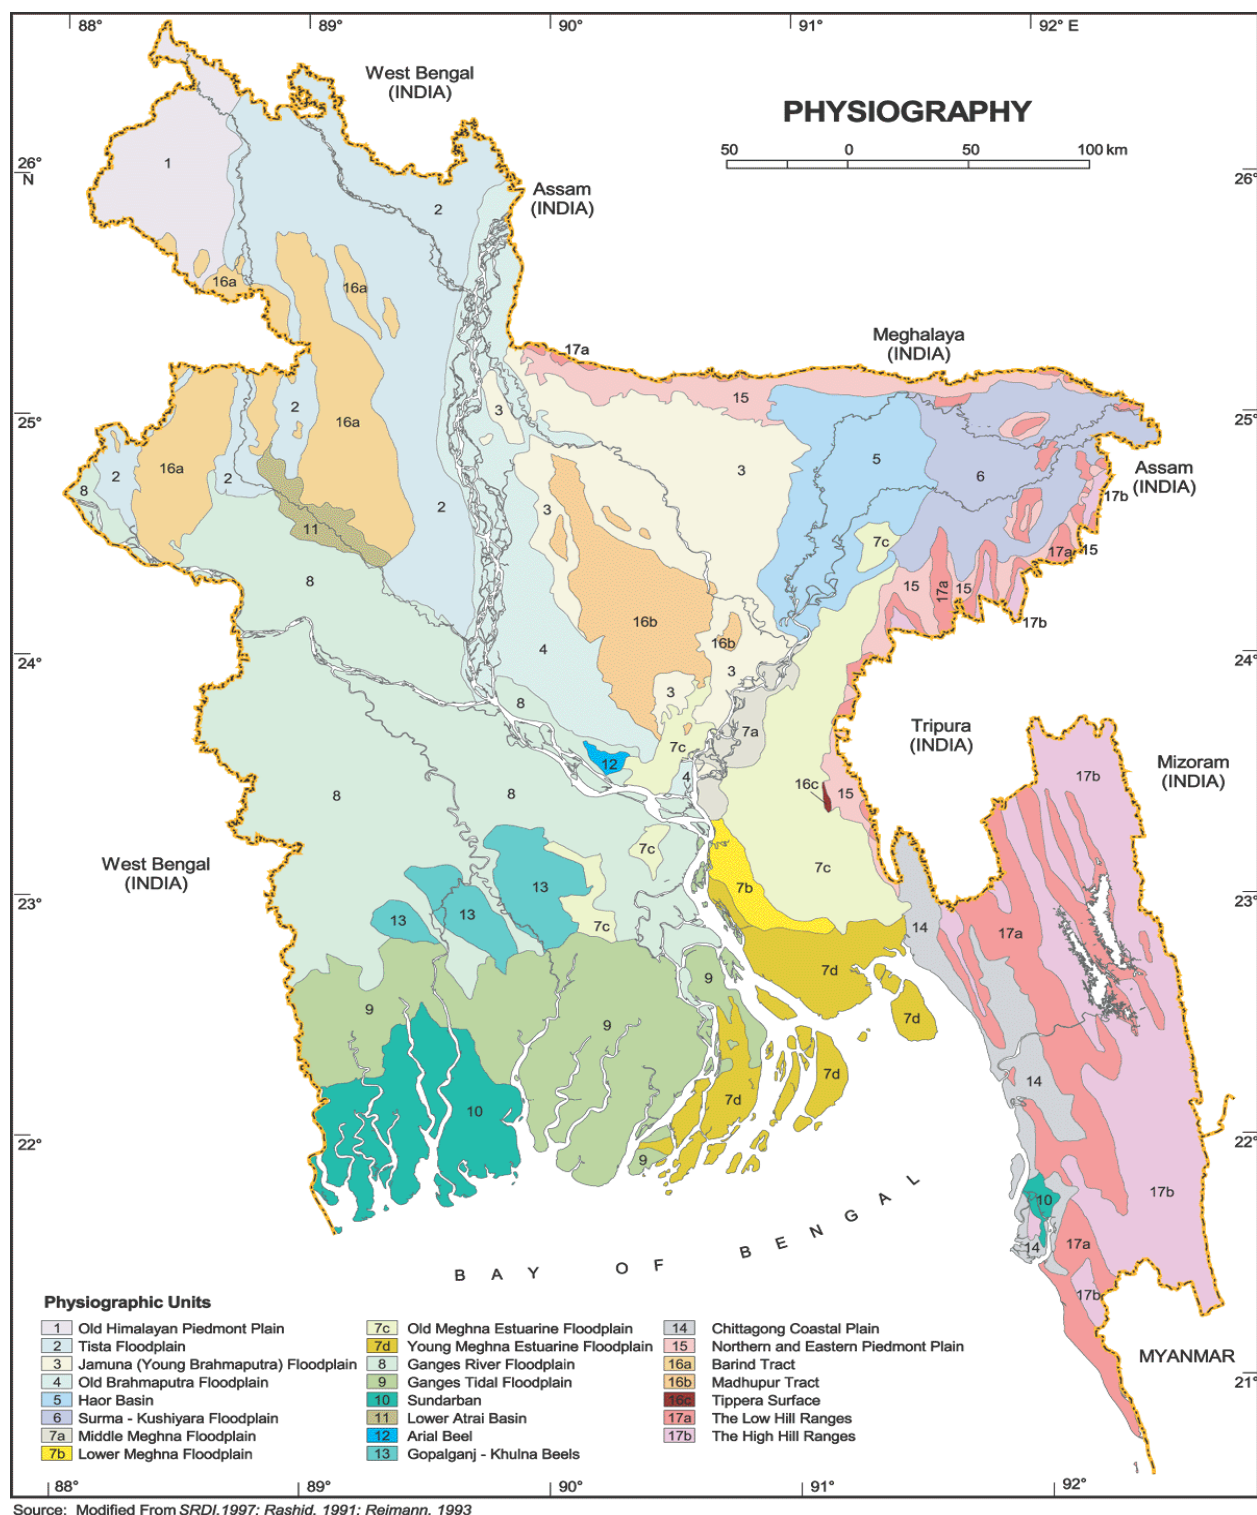 88°
89°
90°
91°
92° E
West Bengal
(INDIA)
PHYSIOGRAPHY
50 0 50 100 km
26°
N
26°
Assam
(INDIA)
1
2
16a
16a
Meghalaya
(INDIA)
17a
15
25°
25°
2
3
16a
16a
3
5
6
Assam
(INDIA)
8
2
2
2
3
17b
11
7c
17a
15
8
15
17a
15
16b
17b
16b
24°
24°
4
3
3
8
7a
Tripura
(INDIA)
17b
Mizoram
(INDIA)
7c
12
4
16c
15
8
8
7c
7c
West Bengal
(INDIA)
13
7b
23°
23°
13
13
7c
14
17a
7d
9
9
9
7d
7d
14
7d
10
22°
22°
9
17b
10
14
17a
BAY OF BENGAL
17b
Physiographic Units
1 Old Himalayan Piedmont Plain
2 Tista Floodplain
3 Jamuna (Young Brahmaputra) Floodplain
4 Old Brahmaputra Floodplain
5 Haor Basin
6 Surma - Kushiyara Floodplain
7a Middle Meghna Floodplain
7b Lower Meghna Floodplain
7c Old Meghna Estuarine Floodplain
7d Young Meghna Estuarine Floodplain
8 Ganges River Floodplain
9 Ganges Tidal Floodplain
10 Sundarban
11 Lower Atrai Basin
12 Arial Beel
13 Gopalganj - Khulna Beels
14 Chittagong Coastal Plain
15 Northern and Eastern Piedmont Plain
16a Barind Tract
16b Madhupur Tract
16c Tippera Surface
17a The Low Hill Ranges
17b The High Hill Ranges
MYANMAR
21°
88°
89°
90°
91°
92°
Source: Modified From SRDI,1997; Rashid, 1991; Reimann, 1993